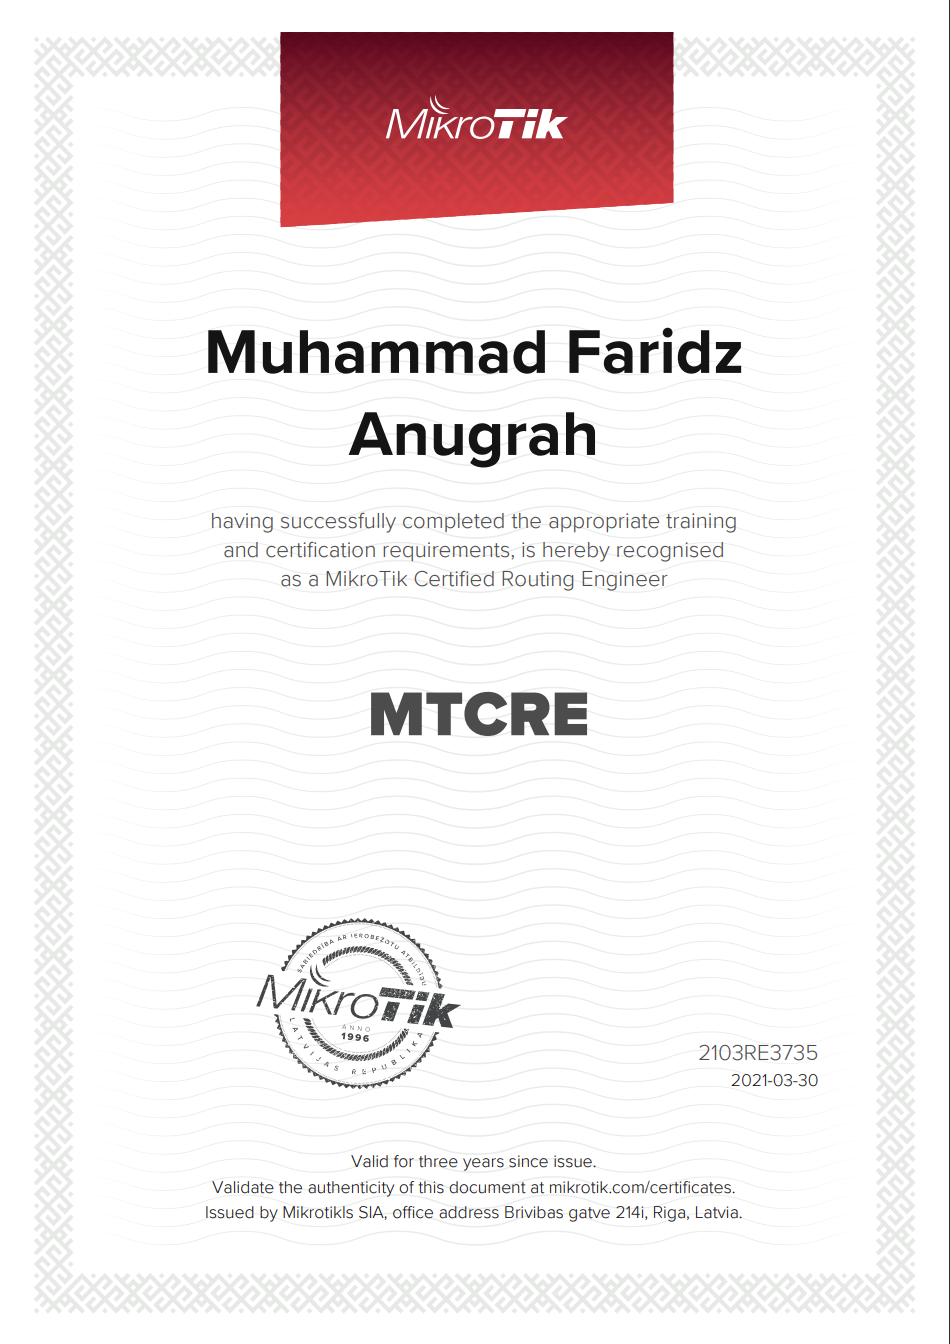 MikroTik
Muhammad Faridz
Anugrah
having successfully completed the appropriate training
and certification requirements, is hereby recognised
as a MikroTik Certified Routing Engineer
MTCRE
SABIEDRĪBA AR IEROBEŽOTU ATBILDĪBU
MikroTik
ANNO
1996
LATVIJAS REPUBLIKA
2103RE3735
2021-03-30
Valid for three years since issue.
Validate the authenticity of this document at mikrotik.com/certificates.
Issued by Mikrotikls SIA, office address Brivibas gatve 214i, Riga, Latvia.